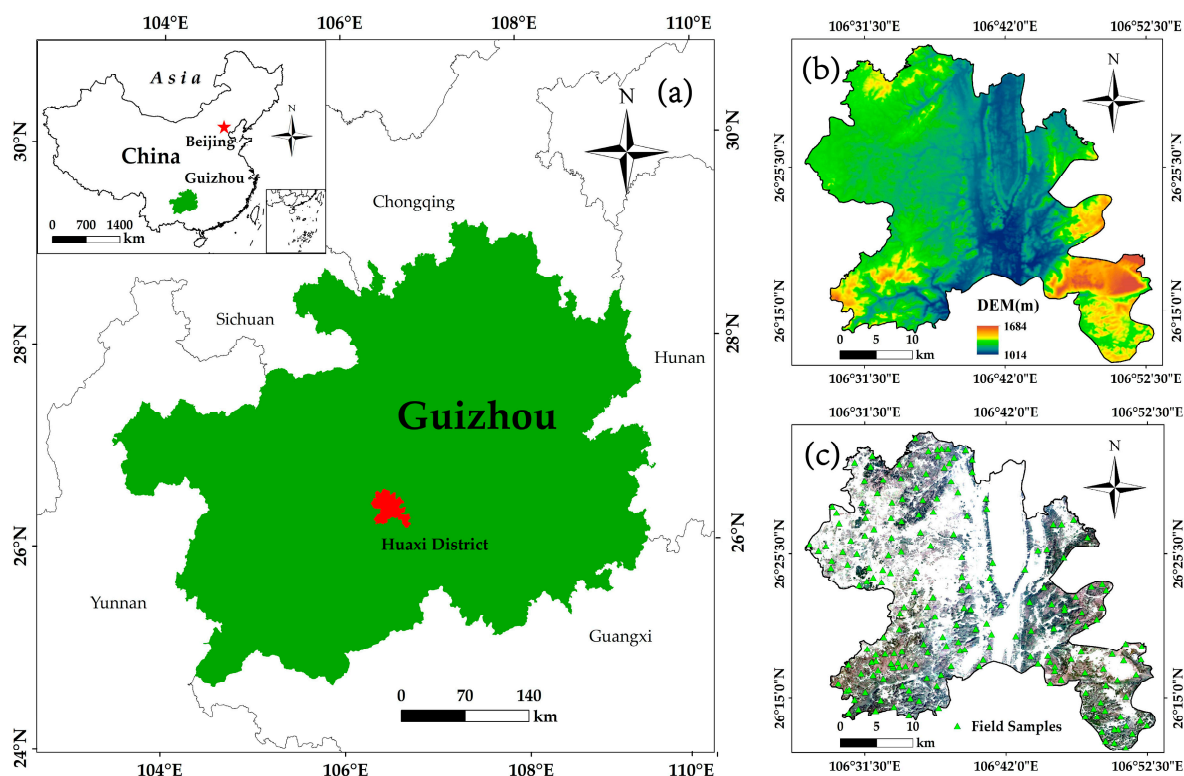 104°E
106°E
108°E
110°E
30°N
28°N
26°N
24°N
Asia
N
Beijing
China
Guizhou
0 700 1400
km
(a)
N
Chongqing
Sichuan
Hunan
Guizhou
Huaxi District
Yunnan
Guangxi
0 70 140
km
30°N
28°N
26°N
104°E
106°E
108°E
110°E
106°31'30"E
106°42'0"E
106°52'30"E
(b)
N
26°25'30"N
26°15'0"N
DEM(m)
1684
1014
0 5 10
km
26°25'30"N
26°15'0"N
106°31'30"E
106°42'0"E
106°52'30"E
106°31'30"E
106°42'0"E
106°52'30"E
(c)
N
26°25'30"N
26°15'0"N
0 5 10
km
Field Samples
26°25'30"N
26°15'0"N
106°31'30"E
106°42'0"E
106°52'30"E